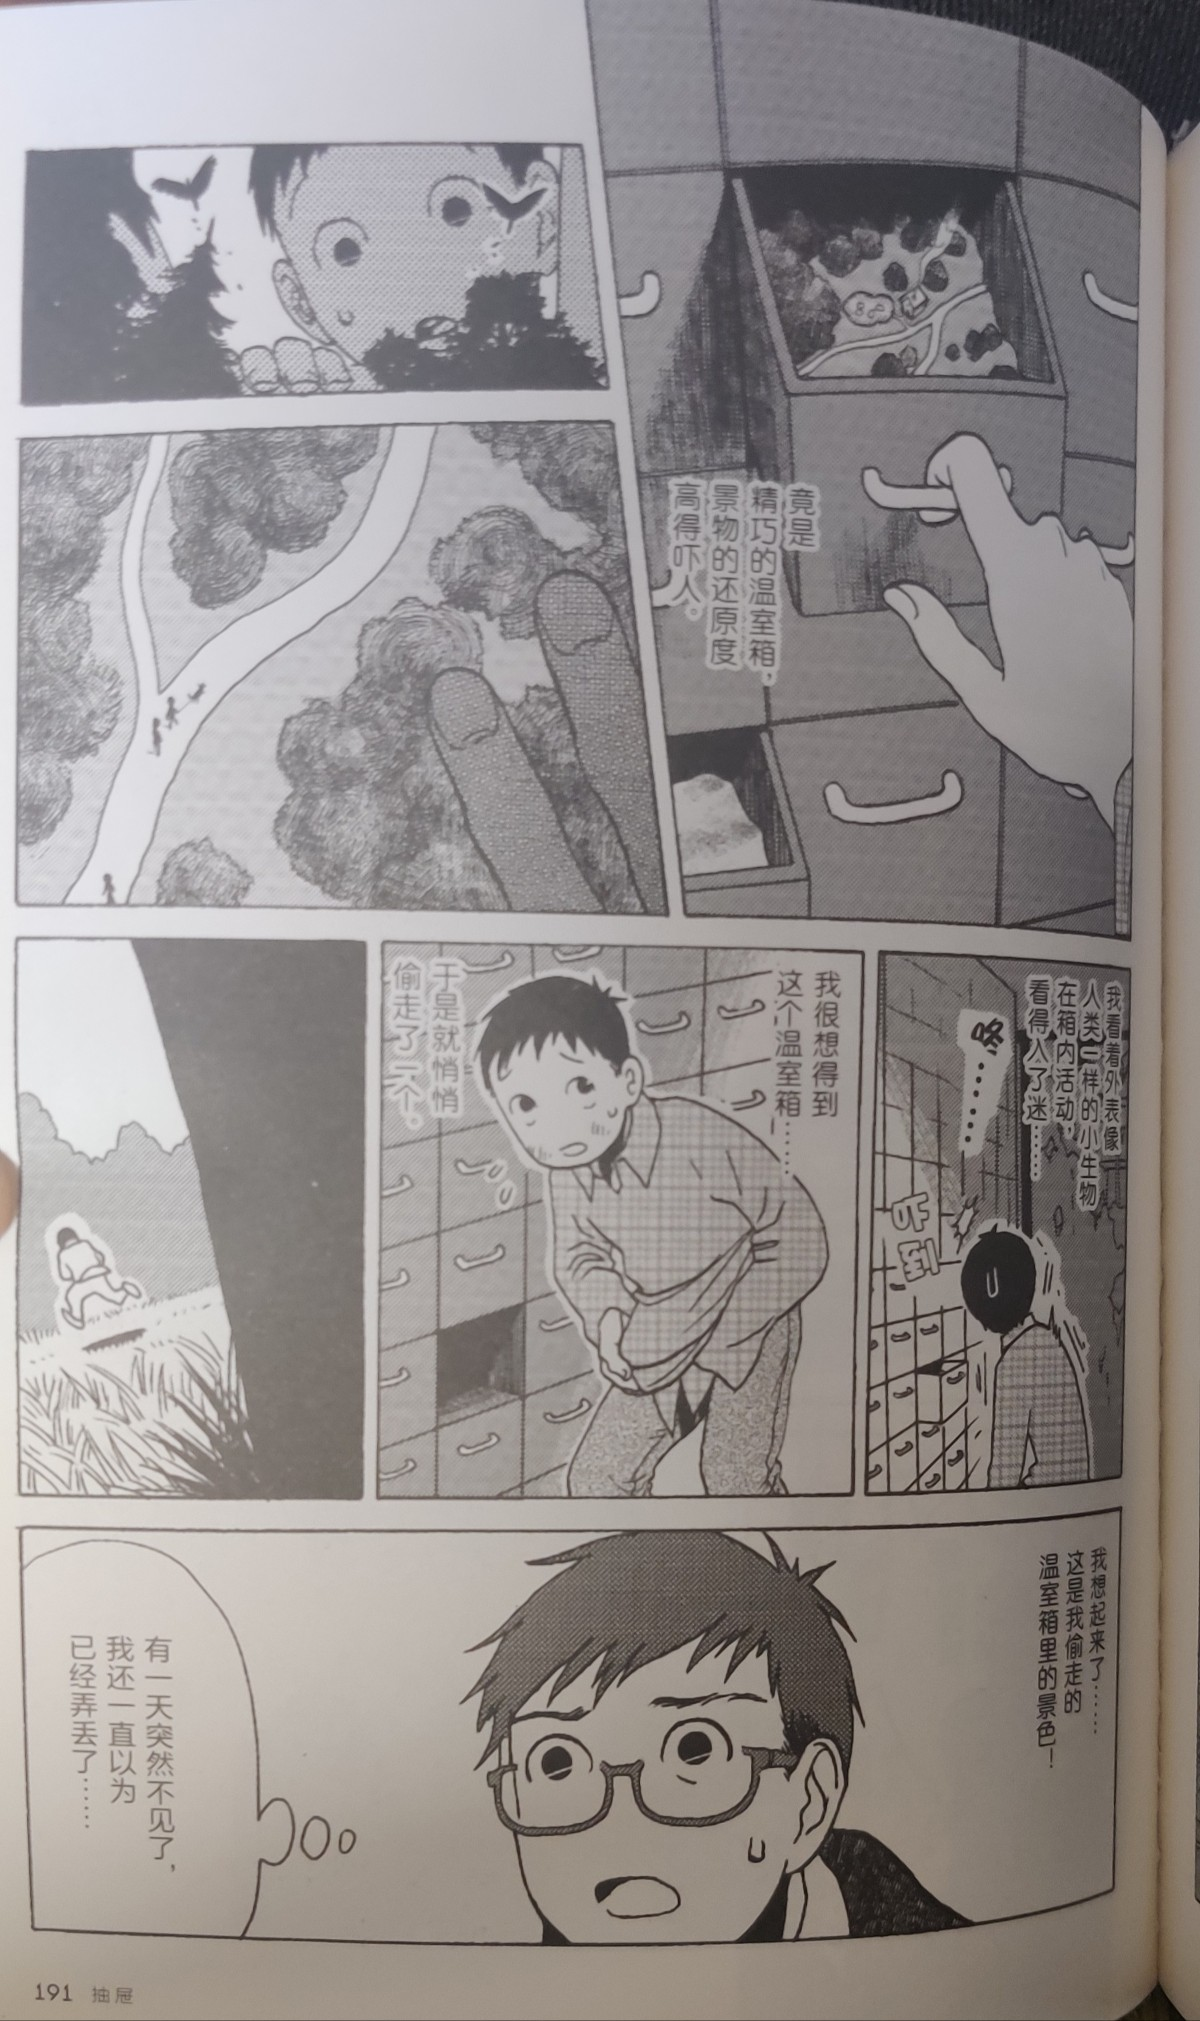 竟是
精巧的温室箱，
景物的还原度
高得吓人。
我看着外表像
人类一样的小生物
在箱内活动，
看得入了迷……
咚……
吓到
我很想得到
这个温室箱……
于是就悄悄
偷走了一个。
我想起来了……
这是我偷走的
温室箱里的景色！
有一天突然不见了，
我还一直以为
已经弄丢了……
191 抽屉